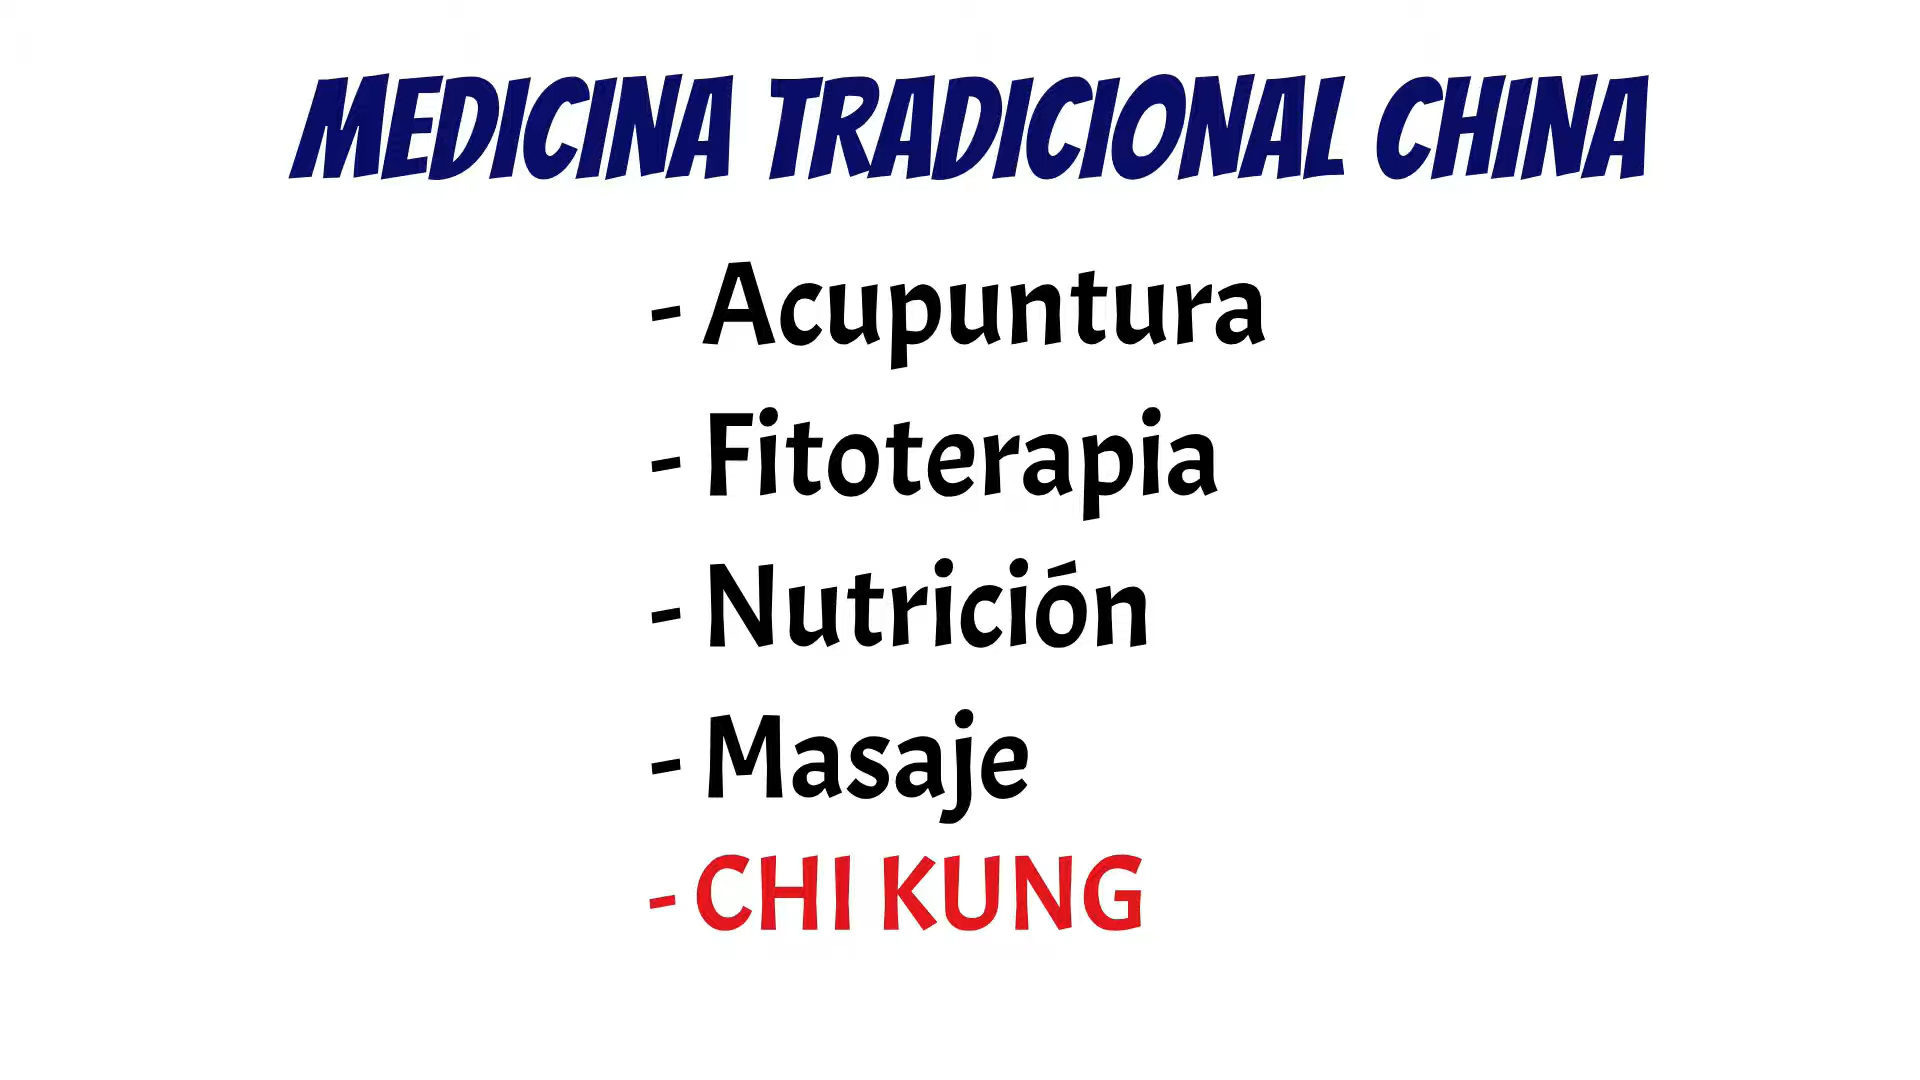 MEDICINA TRADICIONAL CHINA
- Acupuntura
- Fitoterapia
- Nutrición
- Masaje
- CHI KUNG